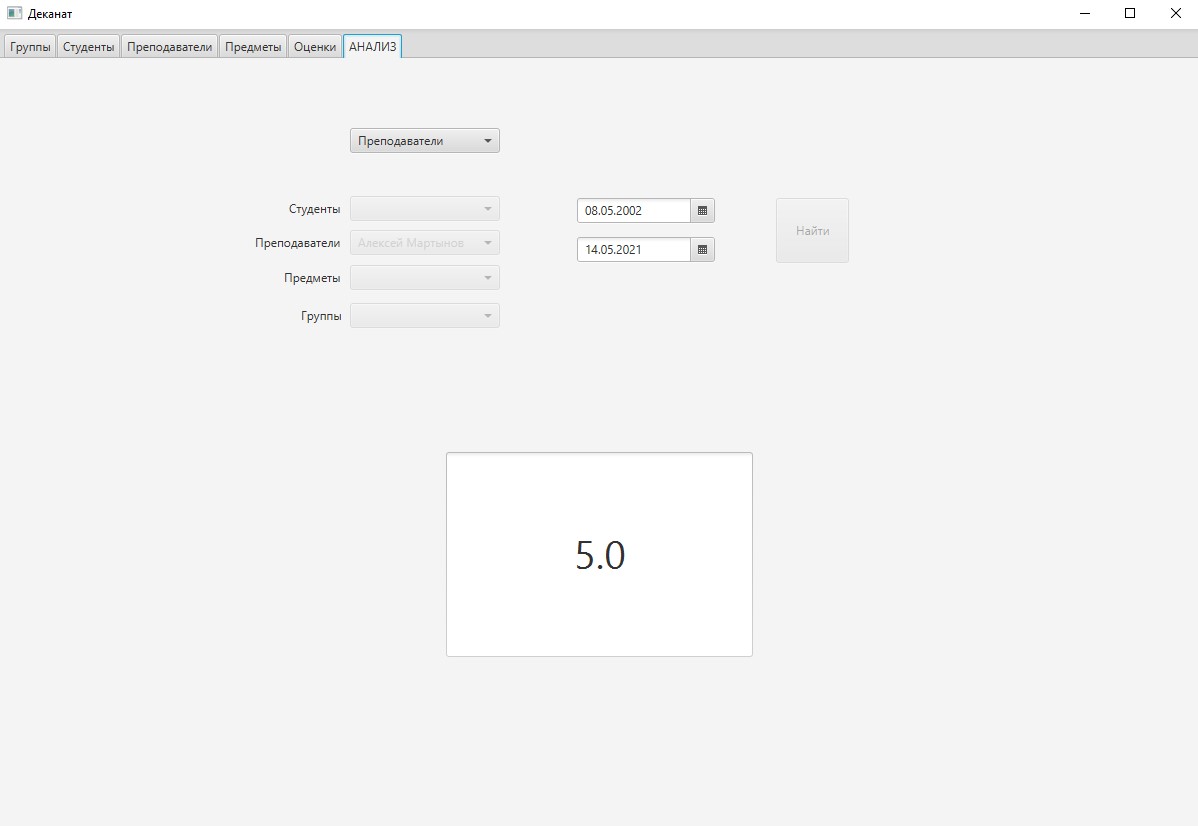 Деканат
Группы Студенты Преподаватели Предметы Оценки АНАЛИЗ
Преподаватели
Студенты
08.05.2002
Найти
Преподаватели Алексей Мартынов
14.05.2021
Предметы
Группы
5.0